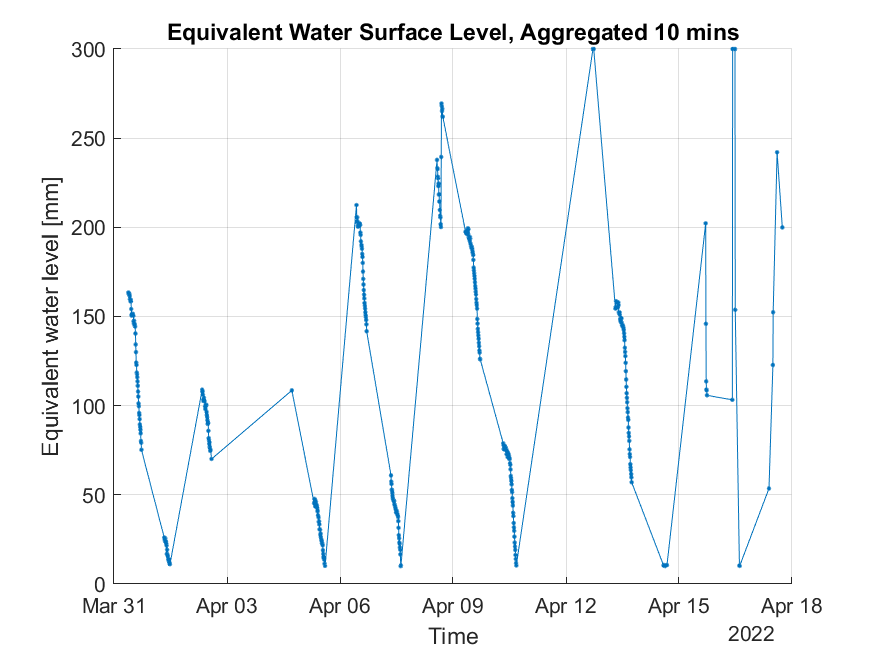 Equivalent Water Surface Level, Aggregated 10 mins
300
250
200
150
100
50
0
Equivalent water level [mm]
Mar 31 Apr 03 Apr 06 Apr 09 Apr 12 Apr 15 Apr 18
Time
2022